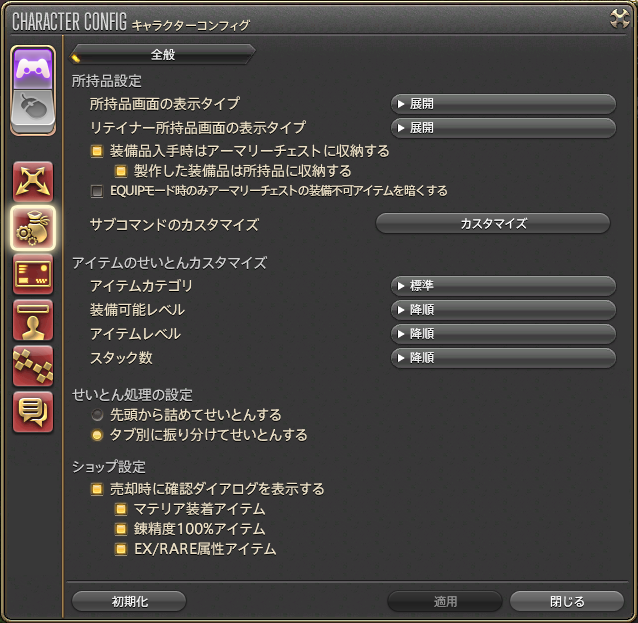 CHARACTER CONFIG キャラクターコンフィグ
全般
所持品設定
所持品画面の表示タイプ 展開
リテイナー所持品画面の表示タイプ 展開
装備品入手時はアーマリーチェストに収納する
製作した装備品は所持品に収納する
EQUIPモード時のみアーマリーチェストの装備不可アイテムを暗くする
サブコマンドのカスタマイズ カスタマイズ
アイテムのせいとんカスタマイズ
アイテムカテゴリ 標準
装備可能レベル 降順
アイテムレベル 降順
スタック数 降順
せいとん処理の設定
先頭から詰めてせいとんする
タブ別に振り分けてせいとんする
ショップ設定
売却時に確認ダイアログを表示する
マテリア装着アイテム
錬精度100%アイテム
EX/RARE属性アイテム
初期化 適用 閉じる